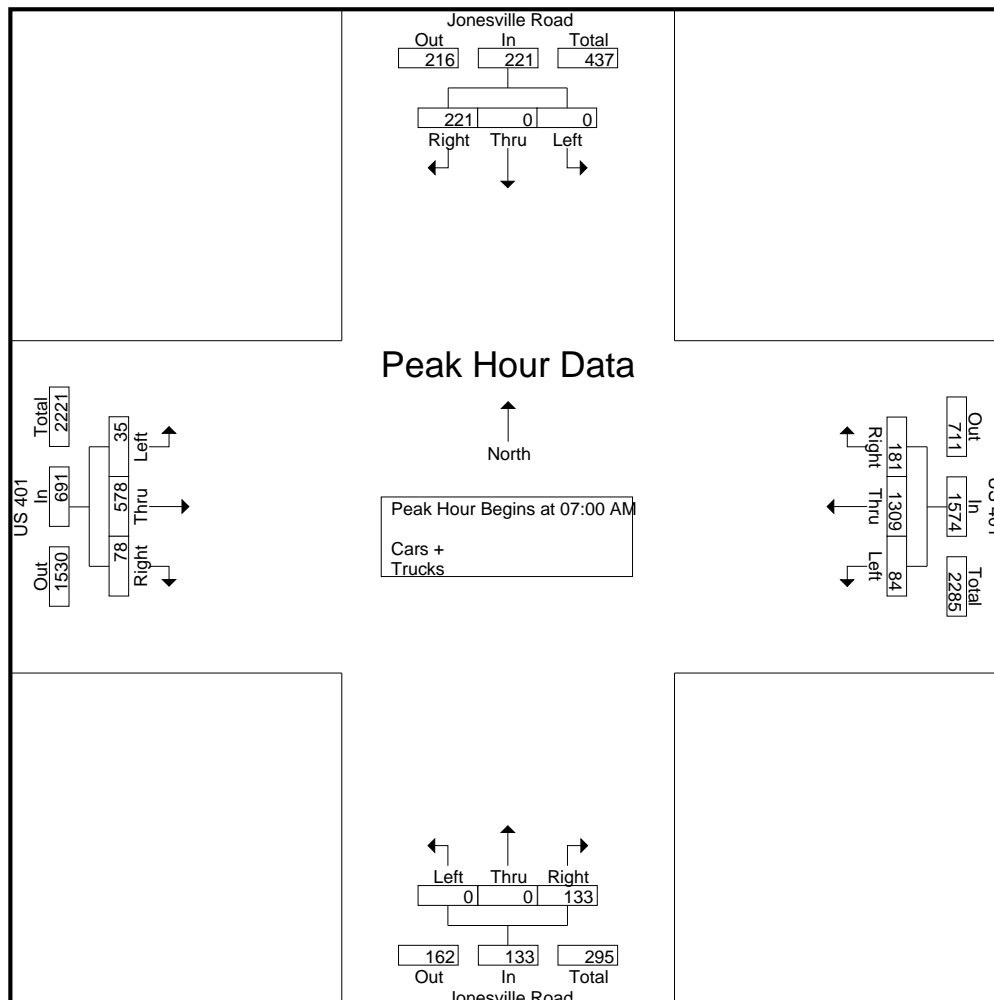 Jonesville Road
Out In Total
216 221 437
221 0 0
Right Thru Left
Peak Hour Data
North
Peak Hour Begins at 07:00 AM
Cars +
Trucks
US 401
Total In Out
2221 691 1530
35 578 78
Left Thru Right
Out In Total
711 1574 2285
181 1309 84
Right Thru Left
Left Thru Right
0 0 133
162 133 295
Out In Total
Jonesville Road